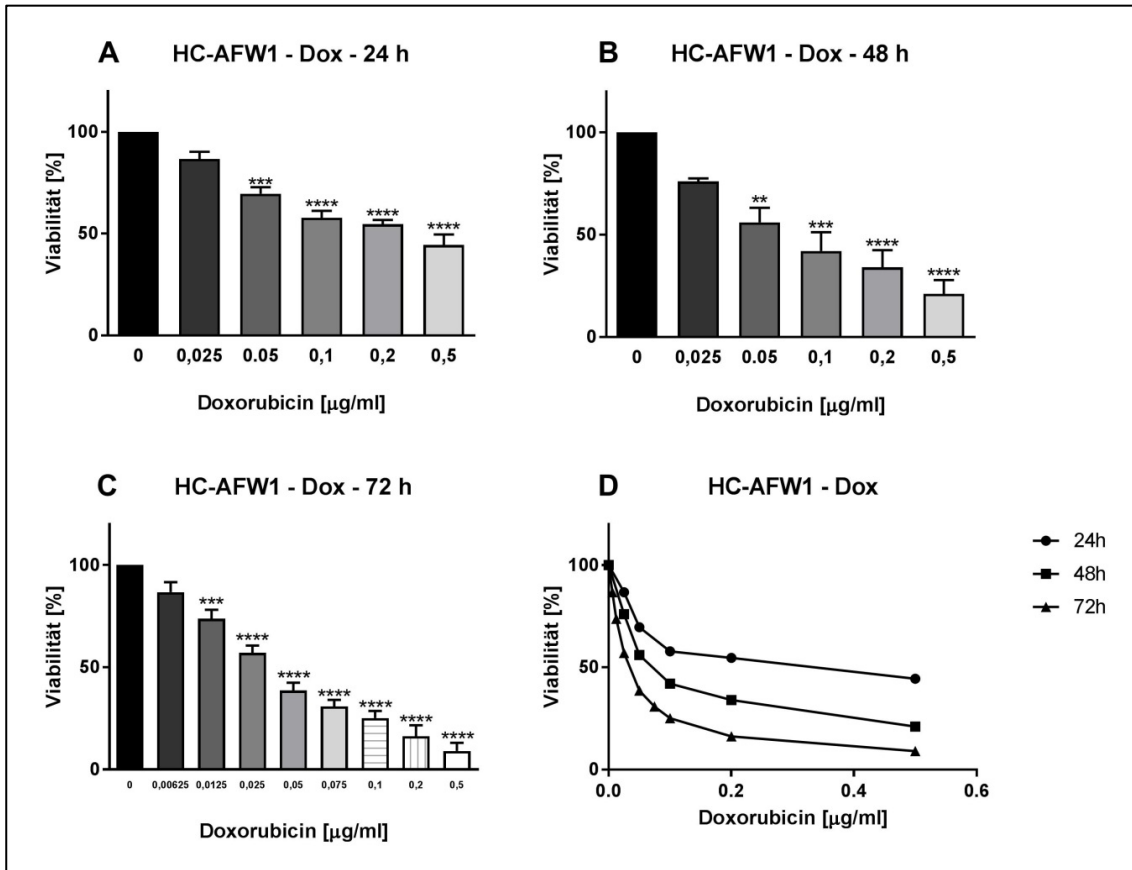 A HC-AFW1 - Dox - 24 h
Viabilität [%]
100
50
0
*** **** **** ****
0 0,025 0.05 0,1 0,2 0,5
Doxorubicin [µg/ml]
B HC-AFW1 - Dox - 48 h
Viabilität [%]
100
50
0
** *** **** ****
0 0,025 0.05 0,1 0,2 0,5
Doxorubicin [µg/ml]
C HC-AFW1 - Dox - 72 h
Viabilität [%]
100
50
0
*** **** **** **** **** **** ****
0 0,00625 0,0125 0,025 0,05 0,075 0,1 0,2 0,5
Doxorubicin [µg/ml]
D HC-AFW1 - Dox
Viabilität [%]
100
50
0
0.0 0.2 0.4 0.6
Doxorubicin [µg/ml]
24h
48h
72h